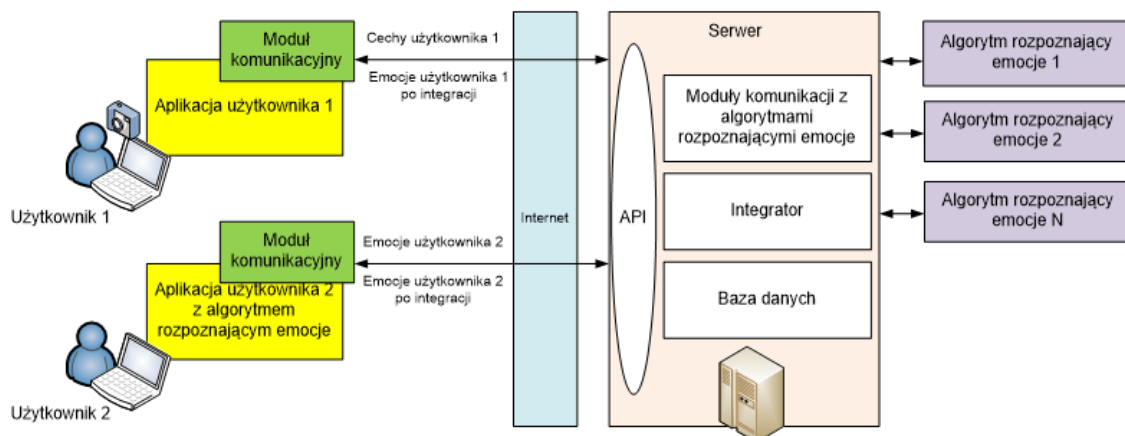 Moduł
komunikacyjny
Aplikacja użytkownika 1
Użytkownik 1
Cechy użytkownika 1
Emocje użytkownika 1
po integracji
Moduł
komunikacyjny
Aplikacja użytkownika 2
z algorytmem
rozpoznającym emocje
Użytkownik 2
Emocje użytkownika 2
Emocje użytkownika 2
po integracji
Internet
Serwer
API
Moduły komunikacji z
algorytmami
rozpoznającymi emocje
Integrator
Baza danych
Algorytm rozpoznający
emocje 1
Algorytm rozpoznający
emocje 2
Algorytm rozpoznający
emocje N